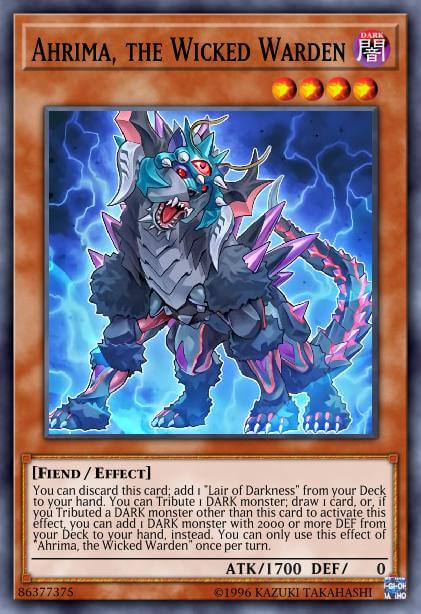 AHRIMA, THE WICKED WARDEN
DARK
闇
[FIEND / EFFECT]
You can discard this card; add 1 "Lair of Darkness" from your Deck
to your hand. You can Tribute 1 DARK monster; draw 1 card, or, if
you Tributed a DARK monster other than this card to activate this
effect, you can add 1 DARK monster with 2000 or more DEF from
your Deck to your hand, instead. You can only use this effect of
"Ahrima, the Wicked Warden" once per turn.
ATK/1700 DEF/ 0
86377375
©1996 KAZUKI TAKAHASHI